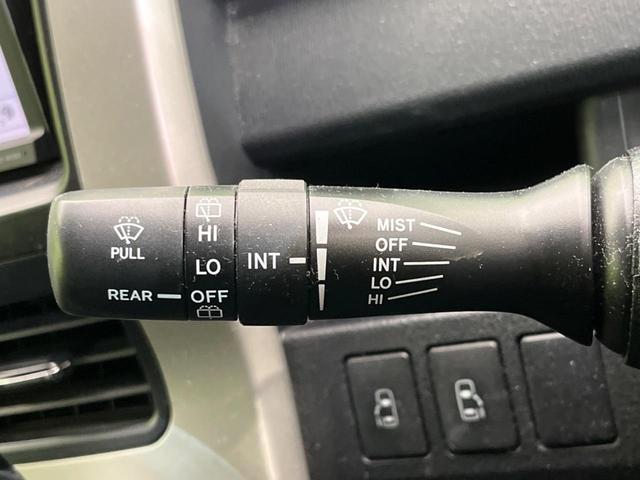 PULL
REAR
HI
LO
OFF
INT
MIST
OFF
INT
LO
HI